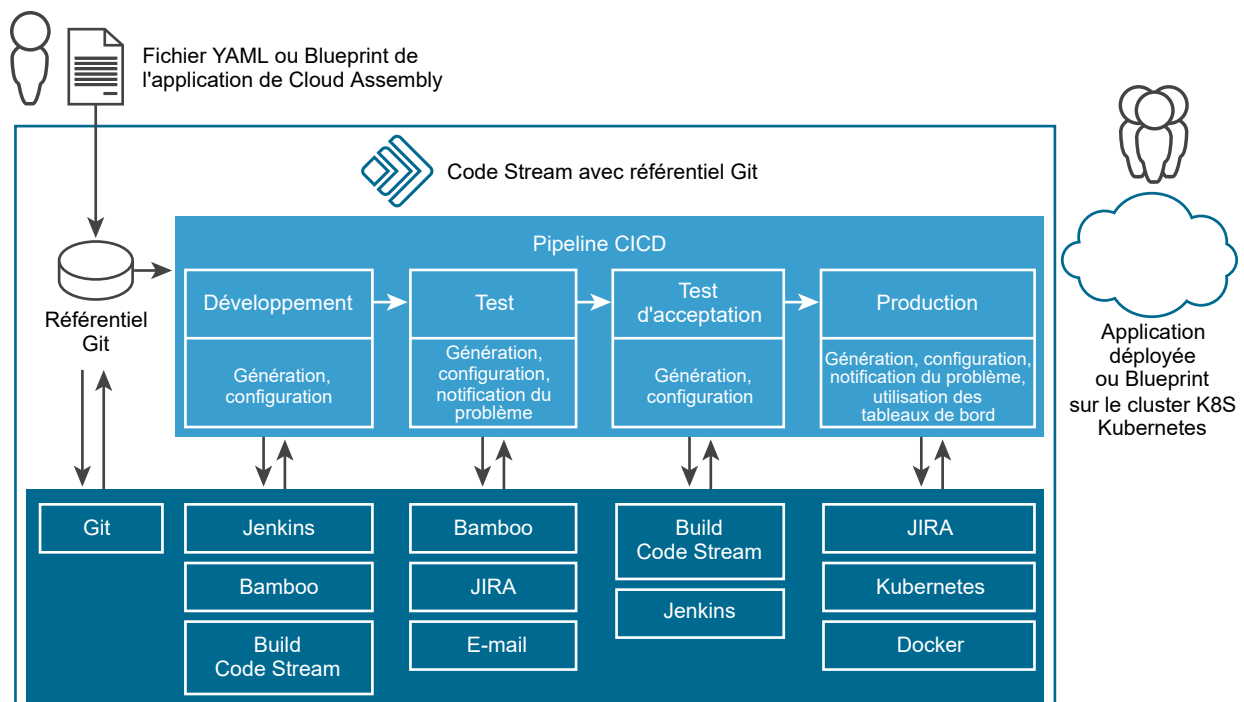 Fichier YAML ou Blueprint de
l'application de Cloud Assembly
Code Stream avec référentiel Git
Pipeline CICD
Référentiel
Git
Développement
Génération,
configuration
Test
Génération,
configuration,
notification du
problème
Test
d'acceptation
Génération,
configuration
Production
Génération, configuration,
notification du problème,
utilisation des
tableaux de bord
Application
déployée
ou Blueprint
sur le cluster K8S
Kubernetes
Git
Jenkins
Bamboo
Build
Code Stream
Bamboo
JIRA
E-mail
Build
Code Stream
Jenkins
JIRA
Kubernetes
Docker